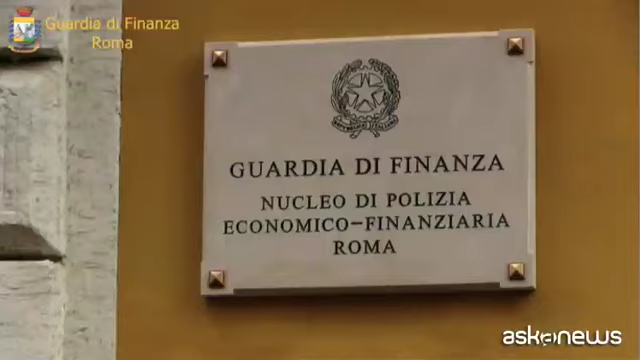 Guardia di Finanza
Roma
GUARDIA DI FINANZA
NUCLEO DI POLIZIA
ECONOMICO-FINANZIARIA
ROMA
askanews